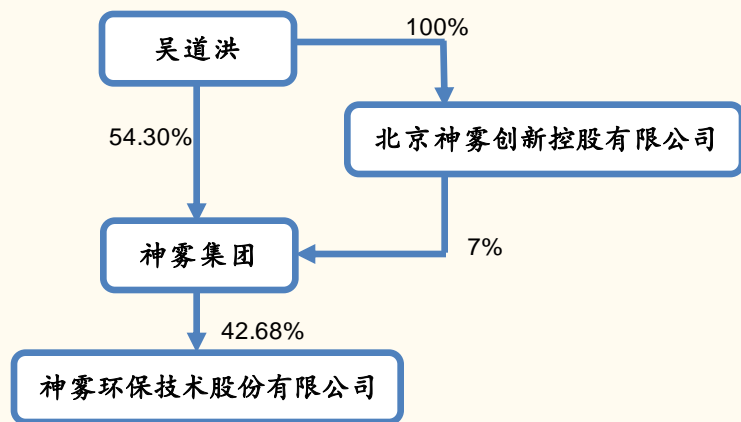 吴道洪
100%
54.30%
北京神雾创新控股有限公司
神雾集团
7%
42.68%
神雾环保技术股份有限公司